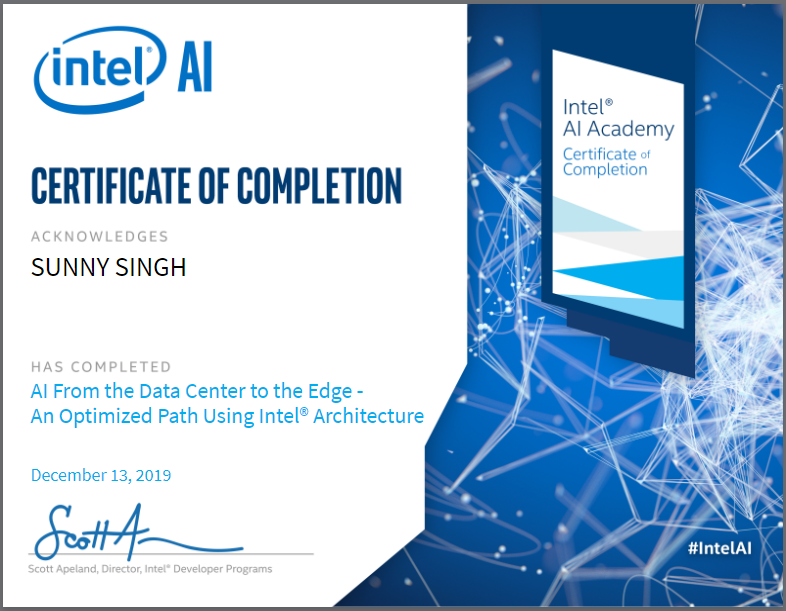 intel® AI
CERTIFICATE OF COMPLETION
ACKNOWLEDGES
SUNNY SINGH
HAS COMPLETED
AI From the Data Center to the Edge -
An Optimized Path Using Intel® Architecture
December 13, 2019
Scott A
Scott Apeland, Director, Intel® Developer Programs
Intel®
AI Academy
Certificate of
Completion
#IntelAI